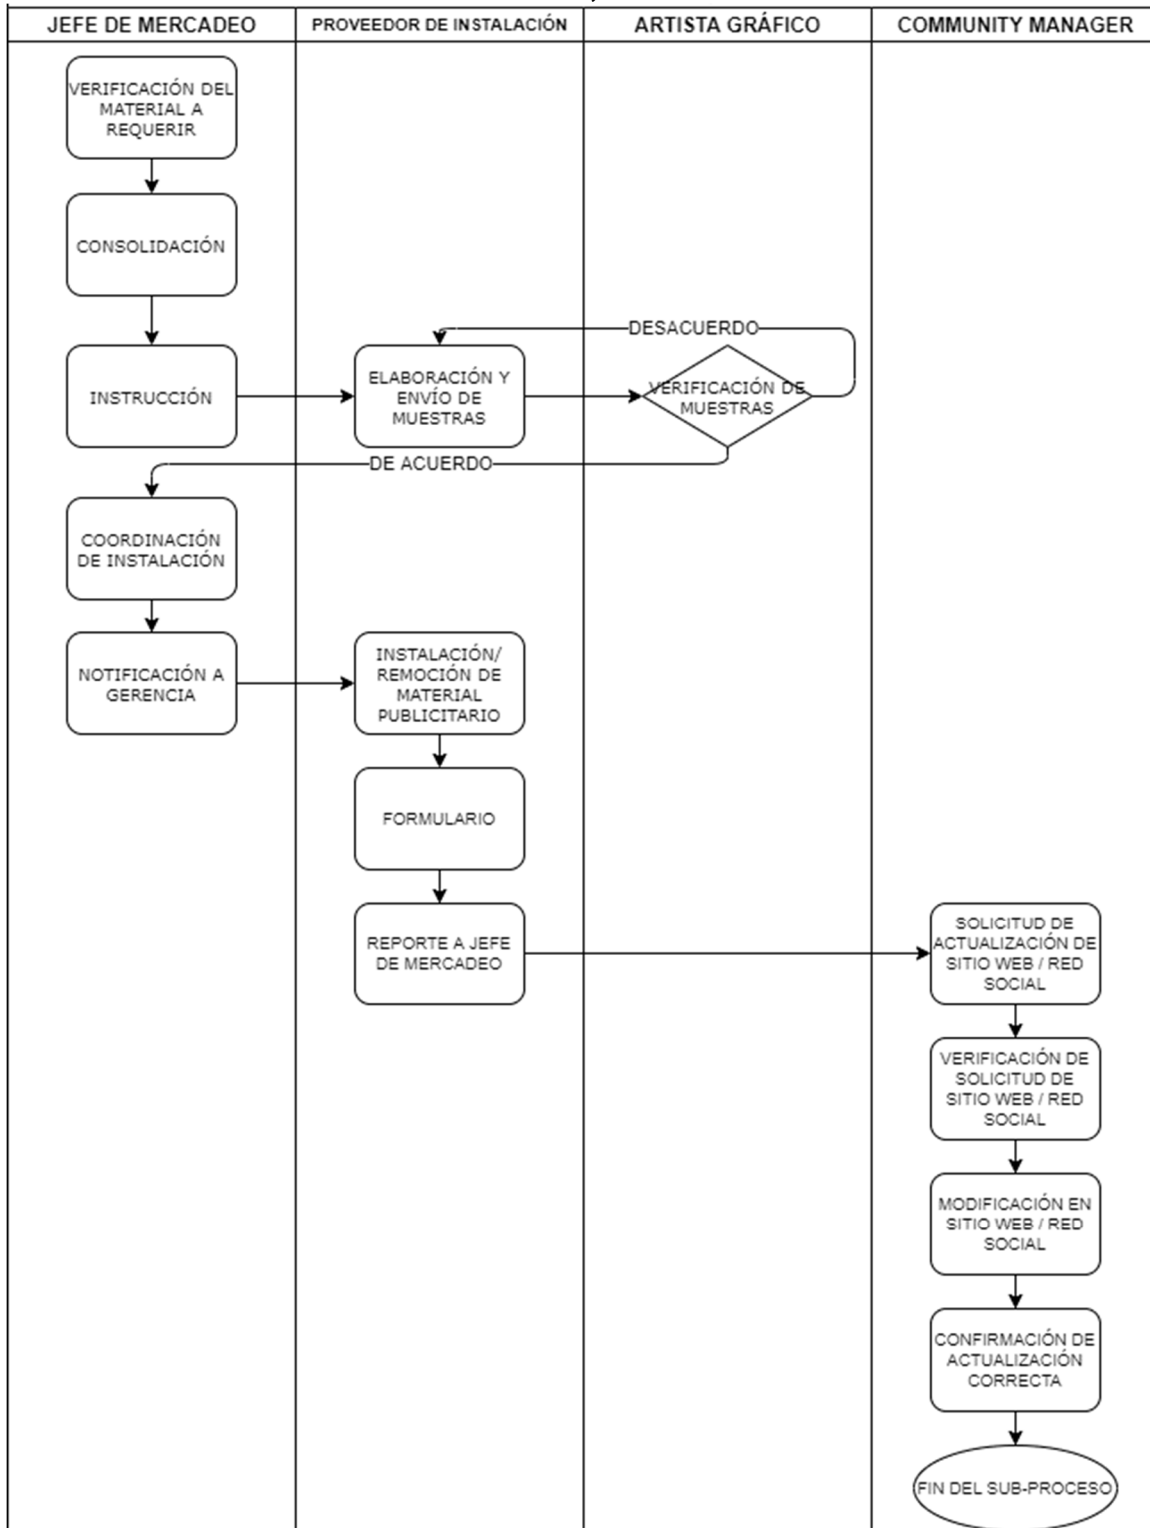 JEFE DE MERCADEO
PROVEEDOR DE INSTALACIÓN
ARTISTA GRÁFICO
COMMUNITY MANAGER
VERIFICACIÓN DEL
MATERIAL A
REQUERIR
CONSOLIDACIÓN
INSTRUCCIÓN
ELABORACIÓN Y
ENVÍO DE
MUESTRAS
DESACUERDO
VERIFICACIÓN DE
MUESTRAS
DE ACUERDO
COORDINACIÓN
DE INSTALACIÓN
NOTIFICACIÓN A
GERENCIA
INSTALACIÓN/
REMOCIÓN DE
MATERIAL
PUBLICITARIO
FORMULARIO
REPORTE A JEFE
DE MERCADEO
SOLICITUD DE
ACTUALIZACIÓN DE
SITIO WEB / RED
SOCIAL
VERIFICACIÓN DE
SOLICITUD DE
SITIO WEB / RED
SOCIAL
MODIFICACIÓN EN
SITIO WEB / RED
SOCIAL
CONFIRMACIÓN DE
ACTUALIZACIÓN
CORRECTA
FIN DEL SUB-PROCESO